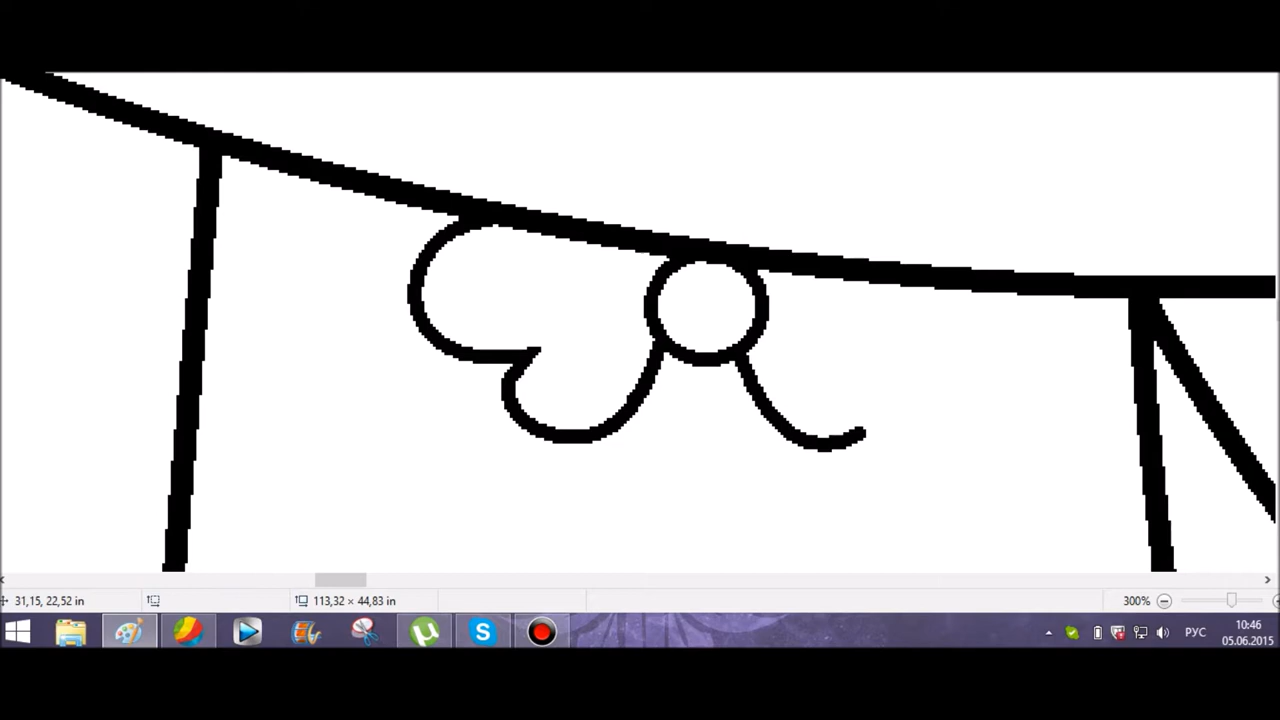 31,15, 22,52 in
113,32 × 44,83 in
300%
РУС
10:46
05.06.2015